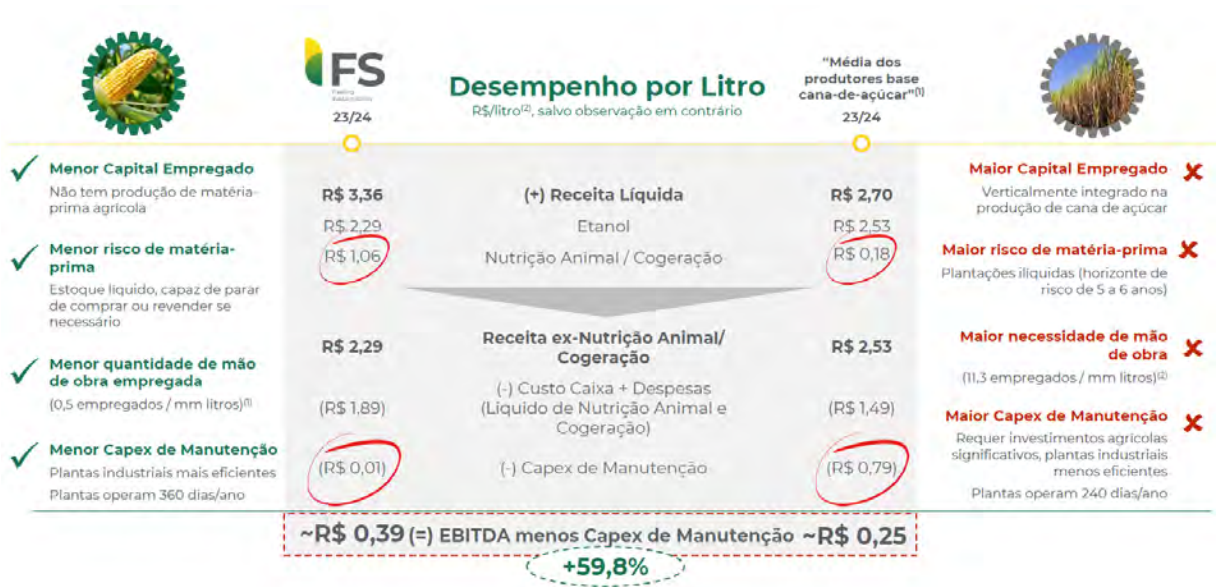 FS
Fueling
Sustainability
23/24
Desempenho por Litro
R$/litro(2), salvo observação em contrário
"Média dos
produtores base
cana-de-açúcar"(1)
23/24
Menor Capital Empregado
Não tem produção de matéria-
prima agrícola
Menor risco de matéria-
prima
Estoque líquido, capaz de parar
de comprar ou revender se
necessário
Menor quantidade de mão
de obra empregada
(0,5 empregados / mm litros)(1)
Menor Capex de Manutenção
Plantas industriais mais eficientes
Plantas operam 360 dias/ano
R$ 3,36 (+) Receita Líquida R$ 2,70
R$ 2,29 Etanol R$ 2,53
R$ 1,06 Nutrição Animal / Cogeração R$ 0,18
R$ 2,29 Receita ex-Nutrição Animal/ R$ 2,53
Cogeração
(-) Custo Caixa + Despesas
(R$ 1,89) (Líquido de Nutrição Animal e (R$ 1,49)
Cogeração)
(R$ 0,01) (-) Capex de Manutenção (R$ 0,79)
Maior Capital Empregado
Verticalmente integrado na
produção de cana de açúcar
Maior risco de matéria-prima
Plantações ilíquidas (horizonte de
risco de 5 a 6 anos)
Maior necessidade de mão
de obra
(11,3 empregados / mm litros)(2)
Maior Capex de Manutenção
Requer investimentos agrícolas
significativos, plantas industriais
menos eficientes
Plantas operam 240 dias/ano
~R$ 0,39 (=) EBITDA menos Capex de Manutenção ~R$ 0,25
+59,8%